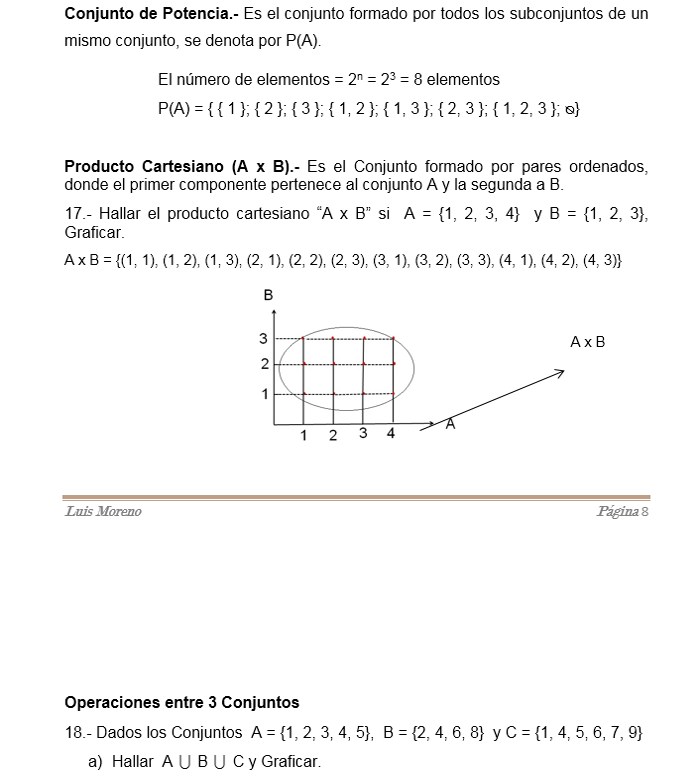 Conjunto de Potencia.- Es el conjunto formado por todos los subconjuntos de un
mismo conjunto, se denota por P(A).
El número de elementos = 2ⁿ = 2³ = 8 elementos
P(A) = { { 1 }; { 2 }; { 3 }; { 1, 2 }; { 1, 3 }; { 2, 3 }; { 1, 2, 3 }; ⦰}
Producto Cartesiano (A x B).- Es el Conjunto formado por pares ordenados,
donde el primer componente pertenece al conjunto A y la segunda a B.
17.- Hallar el producto cartesiano “A x B” si A = {1, 2, 3, 4} y B = {1, 2, 3},
Graficar.
A x B = {(1, 1), (1, 2), (1, 3), (2, 1), (2, 2), (2, 3), (3, 1), (3, 2), (3, 3), (4, 1), (4, 2), (4, 3)}
B
3
A x B
2
1
A
1 2 3 4
Luis Moreno Página 8
Operaciones entre 3 Conjuntos
18.- Dados los Conjuntos A = {1, 2, 3, 4, 5}, B = {2, 4, 6, 8} y C = {1, 4, 5, 6, 7, 9}
a) Hallar A ⋃ B ⋃ C y Graficar.